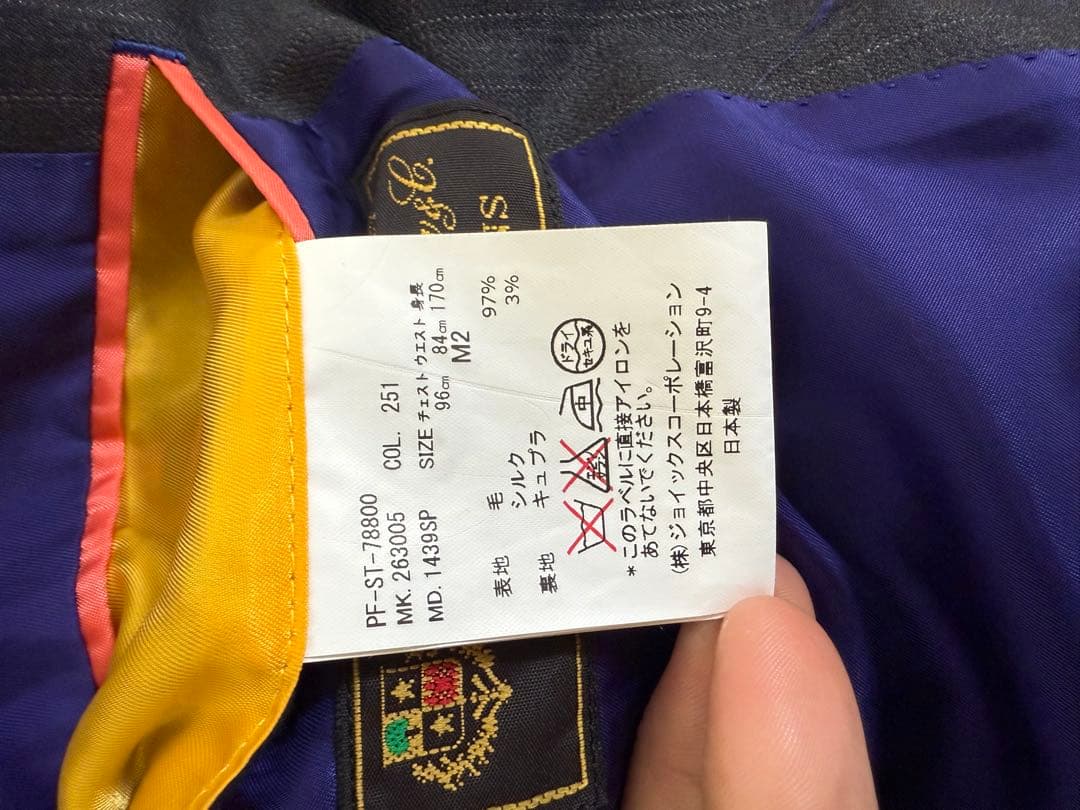 PF-ST-78800 COL. 251
MK. 263005 SIZE チェスト ウエスト 身長
MD. 1439SP 96㎝ 84㎝ 170㎝
M2
表地 毛 97%
シルク 3%
裏地 キュプラ
ドライ
セキユ系
中
*このラベルに直接アイロンを
あてないでください。
(株)ジョイックスコーポレーション
東京都中央区日本橋富沢町9-4
日本製